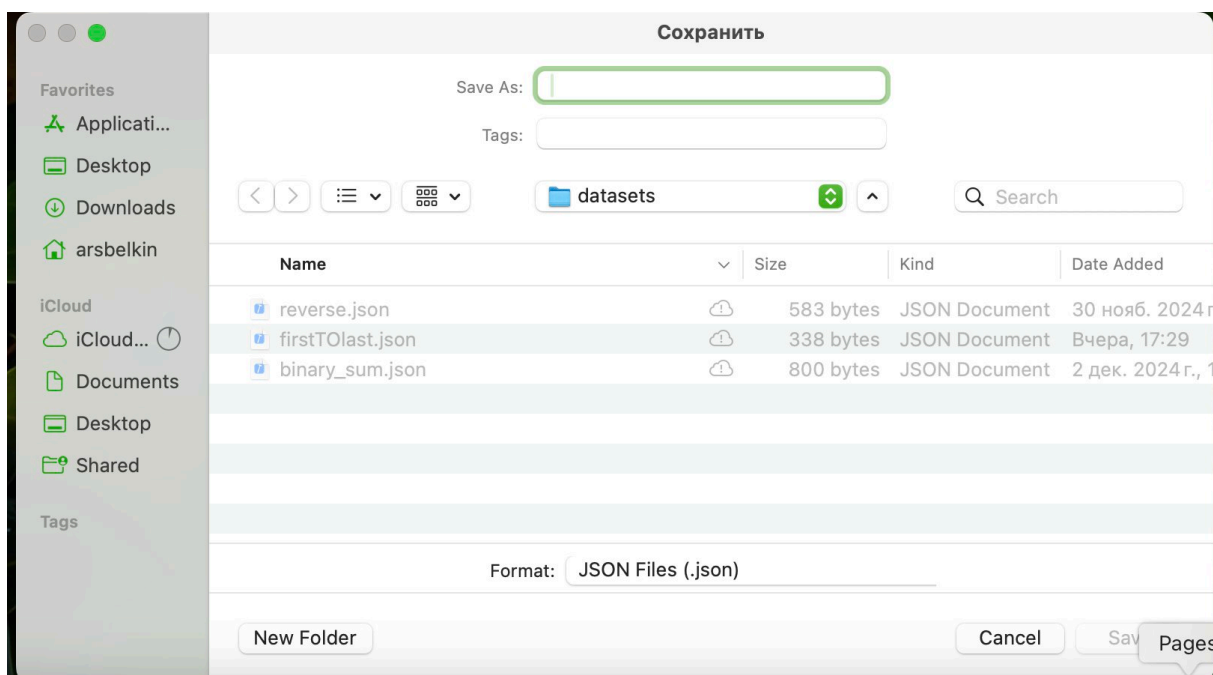 Сохранить
Favorites
Applicati...
Desktop
Downloads
arsbelkin
iCloud
iCloud...
Documents
Desktop
Shared
Tags
Save As:
Tags:
datasets
Search
Name Size Kind Date Added
reverse.json 583 bytes JSON Document 30 нояб. 2024 г
firstTOlast.json 338 bytes JSON Document Вчера, 17:29
binary_sum.json 800 bytes JSON Document 2 дек. 2024 г., 1
Format: JSON Files (.json)
New Folder Cancel Sav
Pages